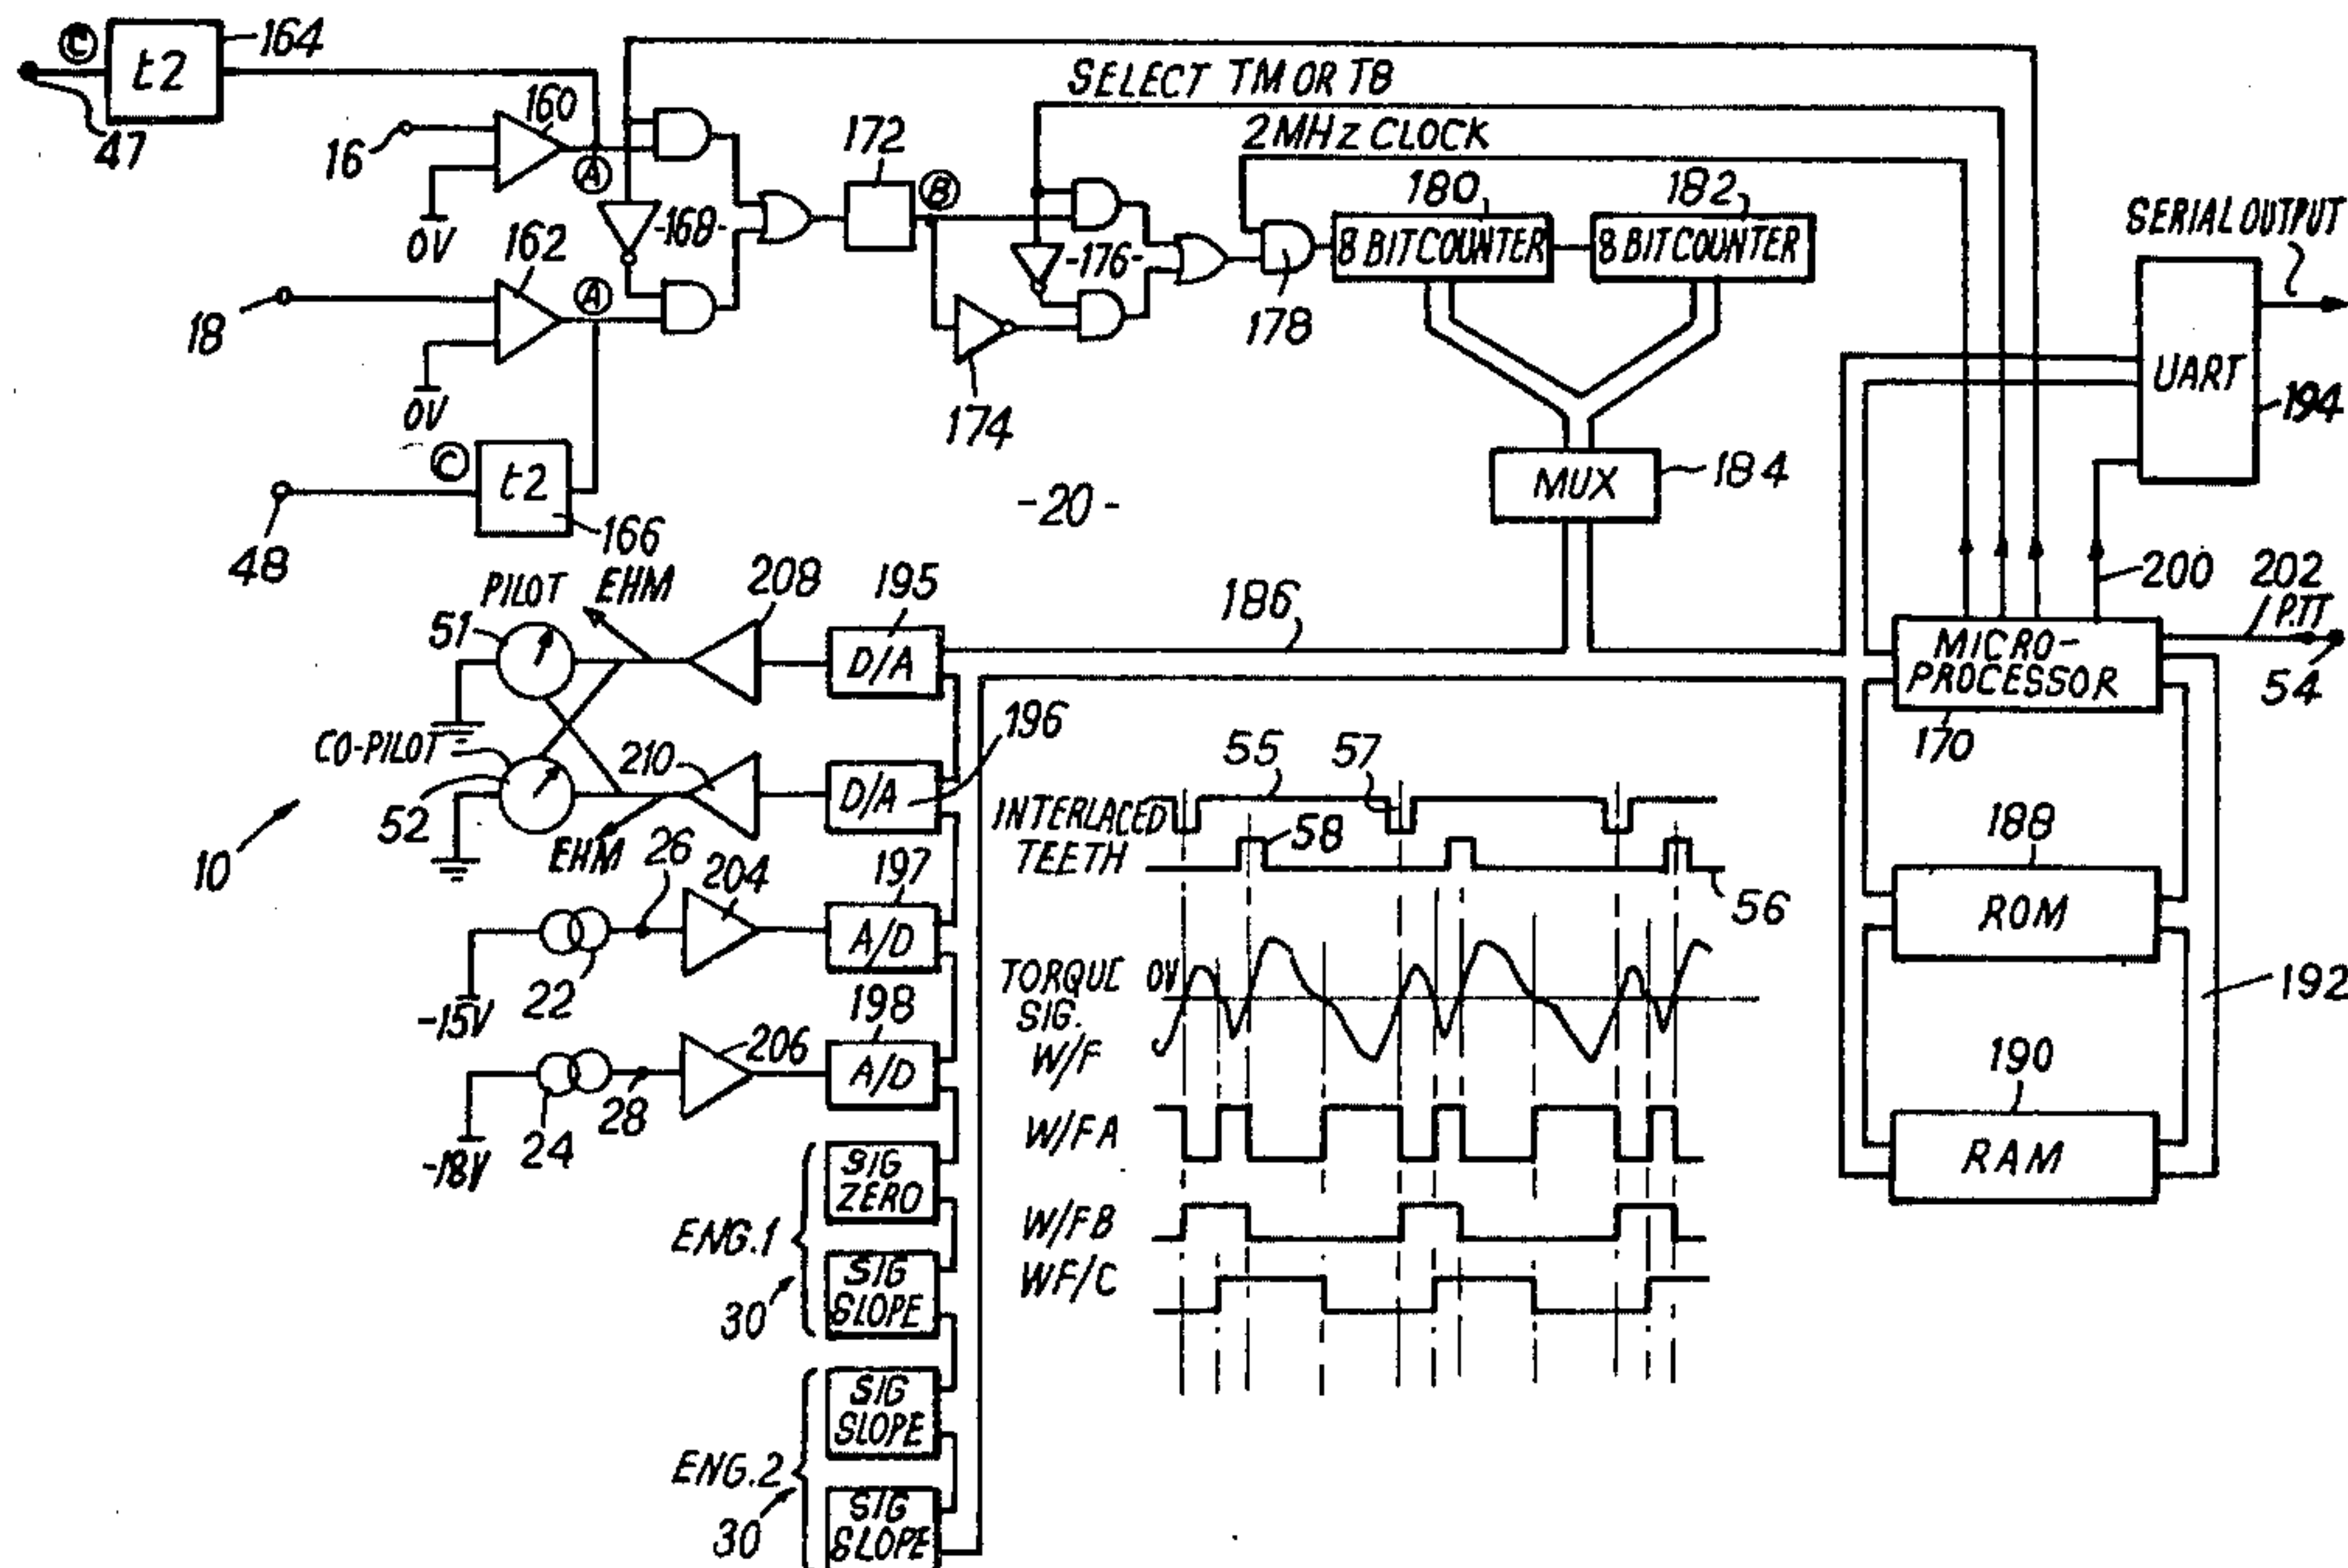 C
t2
164
47
16
160
A
0V
162
18
A
0V
C
t2
166
48
-168-
172
B
174
SELECT TM OR TB
2MHz CLOCK
-176-
178
180
8 BIT COUNTER
182
8 BIT COUNTER
MUX
184
-20-
SERIAL OUTPUT
UART
194
200
202
P.T.T
54
MICRO-
PROCESSOR
170
186
188
ROM
192
190
RAM
PILOT
EHM
208
195
D/A
51
CO-PILOT
52
210
EHM
D/A
196
10
26
204
197
A/D
22
-15V
28
206
198
A/D
24
-18V
ENG.1
30
SIG
ZERO
SIG
SLOPE
ENG.2
30
SIG
SLOPE
SIG
SLOPE
INTERLACED
TEETH
55
57
58
56
TORQUE
SIG.
W/F
0V
W/FA
W/FB
WF/C